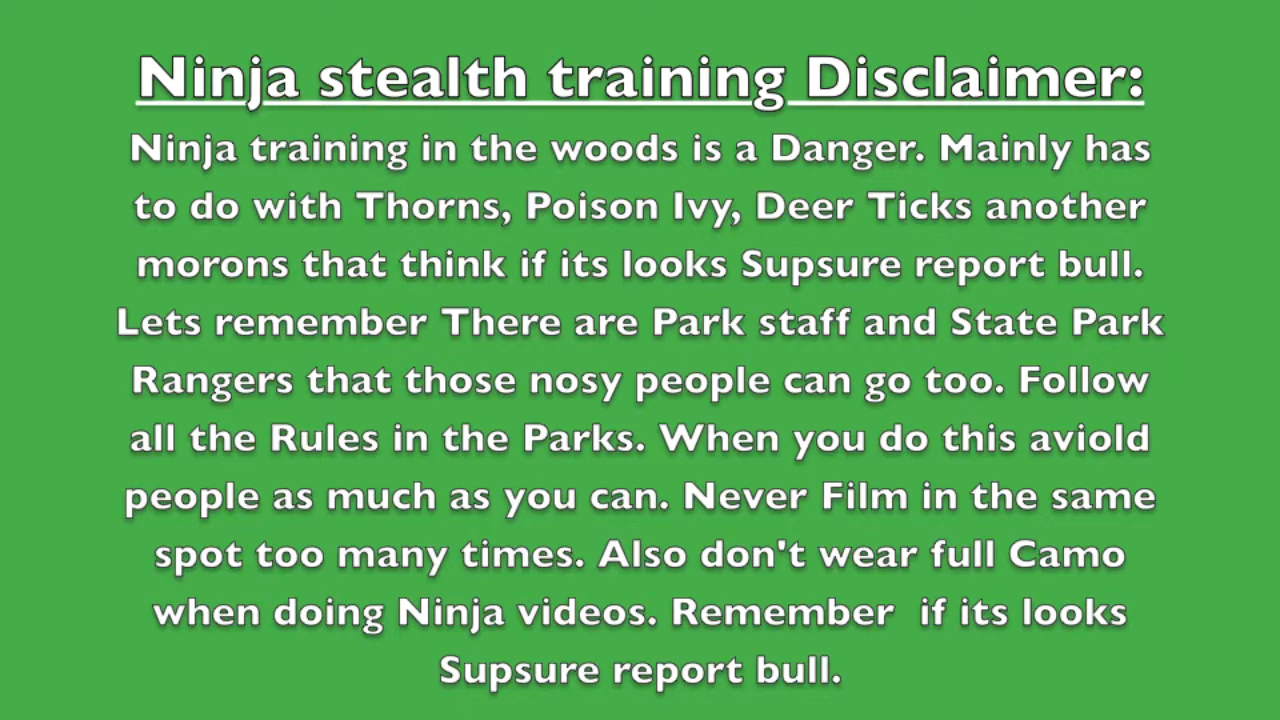 Ninja stealth training Disclaimer:
Ninja training in the woods is a Danger. Mainly has
to do with Thorns, Poison Ivy, Deer Ticks another
morons that think if its looks Supsure report bull.
Lets remember There are Park staff and State Park
Rangers that those nosy people can go too. Follow
all the Rules in the Parks. When you do this aviold
people as much as you can. Never Film in the same
spot too many times. Also don't wear full Camo
when doing Ninja videos. Remember  if its looks
Supsure report bull.